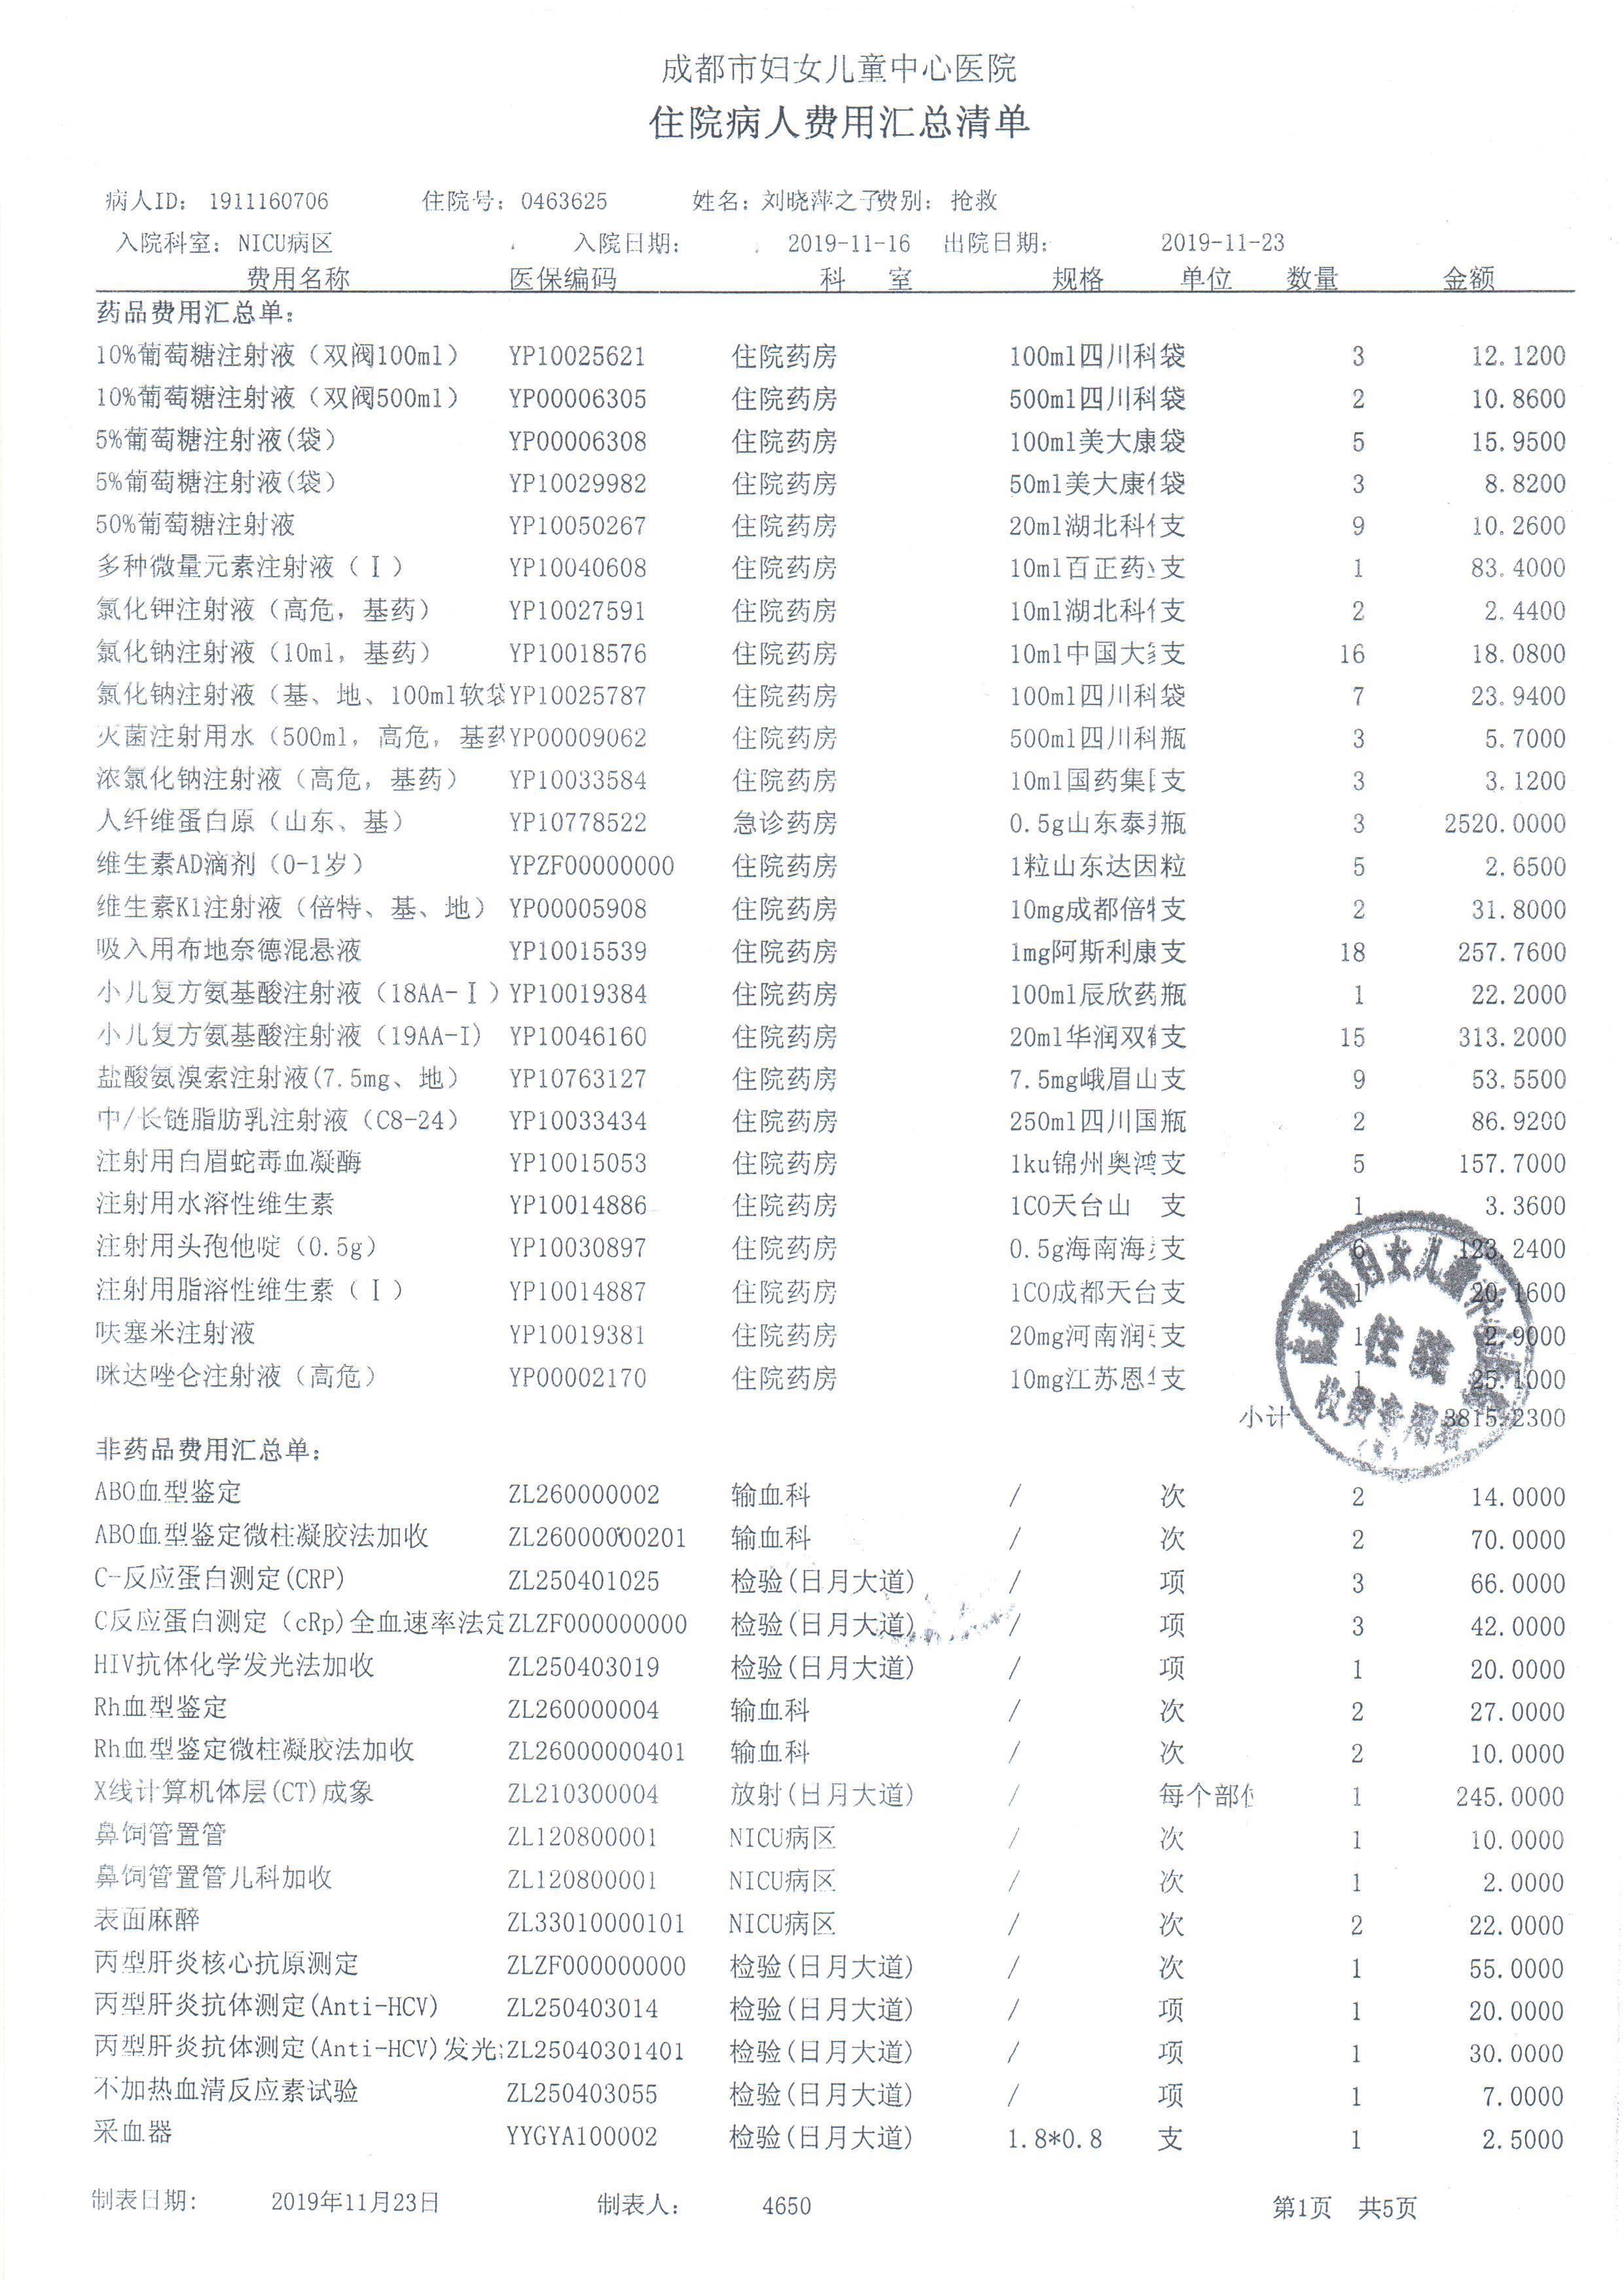 成都市妇女儿童中心医院
住院病人费用汇总清单
病人ID: 1911160706 住院号: 0463625 姓名: 刘晓萍之子费别: 抢救
入院科室: NICU病区 入院日期: 2019-11-16 出院日期: 2019-11-23
费用名称 医保编码 科 室 规格 单位 数量 金额
药品费用汇总单:
10%葡萄糖注射液（双阀100ml） YP10025621 住院药房 100ml四川科袋 3 12.1200
10%葡萄糖注射液（双阀500ml） YP00006305 住院药房 500ml四川科袋 2 10.8600
5%葡萄糖注射液(袋） YP00006308 住院药房 100ml美大康袋 5 15.9500
5%葡萄糖注射液(袋） YP10029982 住院药房 50ml美大康袋 3 8.8200
50%葡萄糖注射液 YP10050267 住院药房 20ml湖北科支 9 10.2600
多种微量元素注射液（Ⅰ） YP10040608 住院药房 10ml百正药支 1 83.4000
氯化钾注射液（高危，基药） YP10027591 住院药房 10ml湖北科支 2 2.4400
氯化钠注射液（10ml，基药） YP10018576 住院药房 10ml中国大支 16 18.0800
氯化钠注射液（基、地、100ml软袋YP10025787 住院药房 100ml四川科袋 7 23.9400
灭菌注射用水（500ml，高危，基药YP00009062 住院药房 500ml四川科瓶 3 5.7000
浓氯化钠注射液（高危，基药） YP10033584 住院药房 10ml国药集支 3 3.1200
人纤维蛋白原（山东、基） YP10778522 急诊药房 0.5g山东泰瓶 3 2520.0000
维生素AD滴剂（0-1岁） YPZF00000000 住院药房 1粒山东达因粒 5 2.6500
维生素K1注射液（倍特、基、地） YP00005908 住院药房 10mg成都倍支 2 31.8000
吸入用布地奈德混悬液 YP10015539 住院药房 1mg阿斯利康支 18 257.7600
小儿复方氨基酸注射液（18AA-Ⅰ）YP10019384 住院药房 100ml辰欣药瓶 1 22.2000
小儿复方氨基酸注射液（19AA-I) YP10046160 住院药房 20ml华润双支 15 313.2000
盐酸氨溴索注射液(7.5mg、地） YP10763127 住院药房 7.5mg峨眉山支 9 53.5500
中/长链脂肪乳注射液（C8-24） YP10033434 住院药房 250ml四川国瓶 2 86.9200
注射用白眉蛇毒血凝酶 YP10015053 住院药房 1ku锦州奥鸿支 5 157.7000
注射用水溶性维生素 YP10014886 住院药房 1CO天台山 支 1 3.3600
注射用头孢他啶（0.5g） YP10030897 住院药房 0.5g海南海支 6 123.2400
注射用脂溶性维生素（Ⅰ） YP10014887 住院药房 1CO成都天台支 1 20.1600
呋塞米注射液 YP10019381 住院药房 20mg河南润支 1 2.9000
咪达唑仑注射液（高危） YP00002170 住院药房 10mg江苏恩支 1 25.1000
小计 3815.2300
成都市妇女儿童中心医院
住院
收费专用章
非药品费用汇总单:
ABO血型鉴定 ZL260000002 输血科 / 次 2 14.0000
ABO血型鉴定微柱凝胶法加收 ZL26000000201 输血科 / 次 2 70.0000
C-反应蛋白测定(CRP) ZL250401025 检验(日月大道) / 项 3 66.0000
C反应蛋白测定（cRp)全血速率法定ZLZF000000000 检验(日月大道) / 项 3 42.0000
HIV抗体化学发光法加收 ZL250403019 检验(日月大道) / 项 1 20.0000
Rh血型鉴定 ZL260000004 输血科 / 次 2 27.0000
Rh血型鉴定微柱凝胶法加收 ZL26000000401 输血科 / 次 2 10.0000
X线计算机体层(CT)成象 ZL210300004 放射(日月大道) / 每个部位 1 245.0000
鼻饲管置管 ZL120800001 NICU病区 / 次 1 10.0000
鼻饲管置管儿科加收 ZL120800001 NICU病区 / 次 1 2.0000
表面麻醉 ZL33010000101 NICU病区 / 次 2 22.0000
丙型肝炎核心抗原测定 ZLZF000000000 检验(日月大道) / 次 1 55.0000
丙型肝炎抗体测定(Anti-HCV) ZL250403014 检验(日月大道) / 项 1 20.0000
丙型肝炎抗体测定(Anti-HCV)发光ZL25040301401 检验(日月大道) / 项 1 30.0000
不加热血清反应素试验 ZL250403055 检验(日月大道) / 项 1 7.0000
采血器 YYGYA100002 检验(日月大道) 1.8*0.8 支 1 2.5000
制表日期: 2019年11月23日 制表人: 4650 第1页 共5页